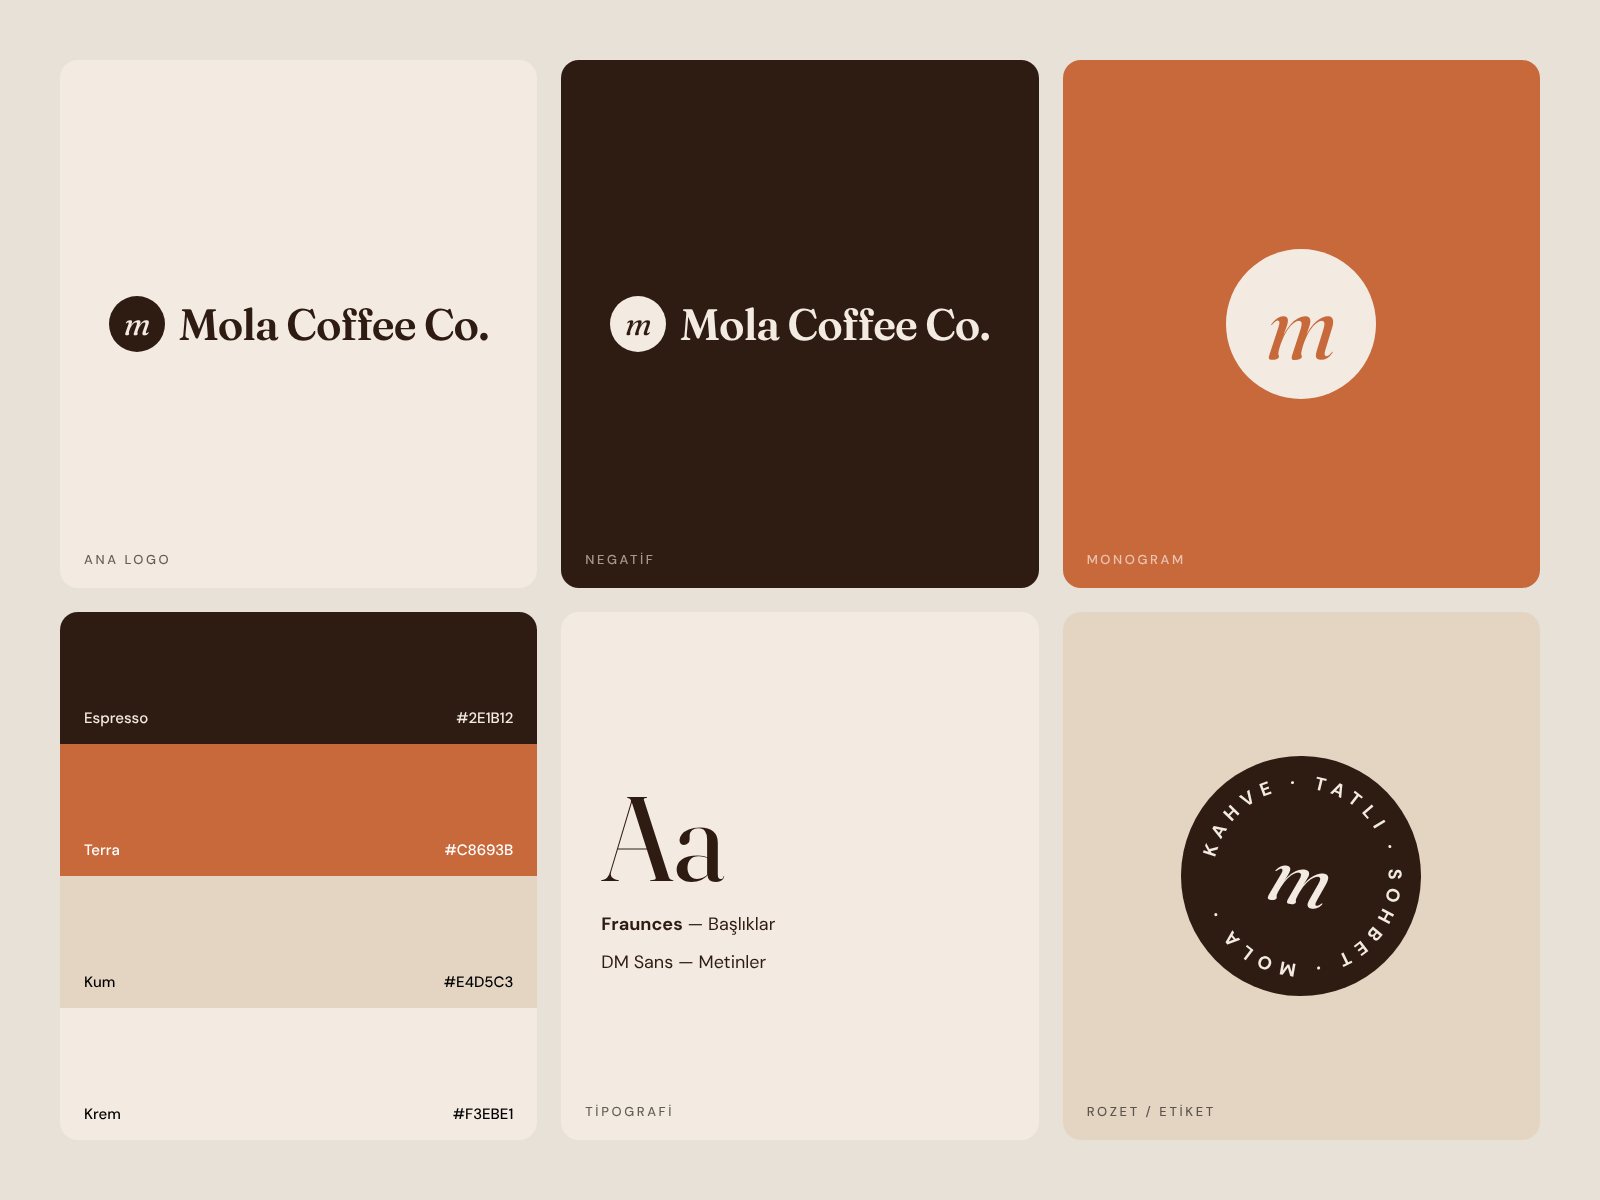 m Mola Coffee Co.
ANA LOGO
m Mola Coffee Co.
NEGATİF
m
MONOGRAM
Espresso #2E1B12
Terra #C8693B
Kum #E4D5C3
Krem #F3EBE1
Aa
Fraunces — Başlıklar
DM Sans — Metinler
TİPOGRAFİ
KAHVE · TATLI · SOHBET · MOLA ·
m
ROZET / ETİKET